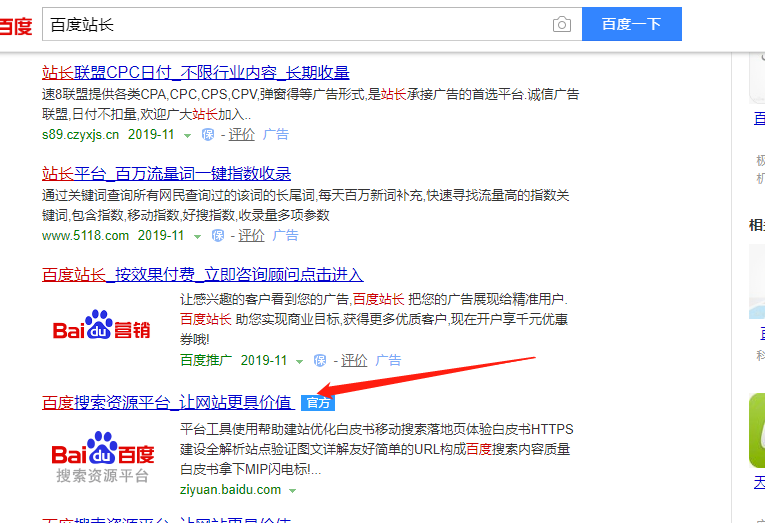 百度 百度站长 百度一下
站长联盟CPC日付_不限行业内容_长期收量
速8联盟提供各类CPA,CPC,CPS,CPV,弹窗得等广告形式,是站长承接广告的首选平台.诚信广告
联盟,日付不扣量,欢迎广大站长加入..
s89.czyxjs.cn 2019-11 保 - 评价 广告
站长平台_百万流量词一键指数收录
通过关键词查询所有网民查询过的该词的长尾词,每天百万新词补充,快速寻找流量高的指数关
键词,包含指数,移动指数,好搜指数,收录量多项参数
www.5118.com 2019-11 保 - 评价 广告
相
百度站长_按效果付费_立即咨询顾问点击进入
Bai du 营销
让感兴趣的客户看到您的广告,百度站长 把您的广告展现给精准用户.
百度站长 助您实现商业目标,获得更多优质客户,现在开户享千元优惠
券哦!
百度推广 2019-11 保 - 评价 广告
百度搜索资源平台_让网站更具价值 官方
Bai du 百度
搜索资源平台
平台工具使用帮助建站优化白皮书移动搜索落地页体验白皮书HTTPS
建设全解析站点验证图文详解友好简单的URL构成百度搜索内容质量
白皮书拿下MIP闪电标!...
ziyuan.baidu.com
天
百度搜索资源平台_让网站更具价值